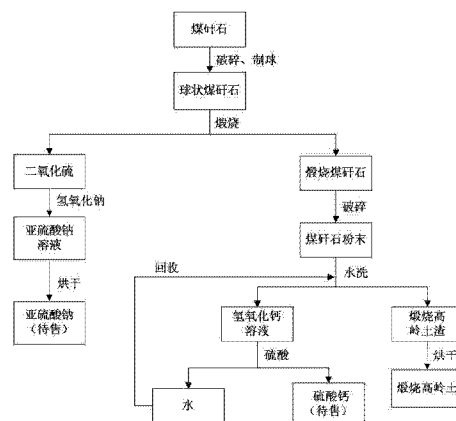 煤矸石
破碎、制球
球状煤矸石
煅烧
二氧化硫
煅烧煤矸石
氢氧化钠
破碎
亚硫酸钠
溶液
煤矸石粉末
回收
水洗
烘干
亚硫酸钠
（待售）
氢氧化钙
溶液
煅烧高
岭土渣
硫酸
烘干
水
硫酸钙
（待售）
煅烧高岭土